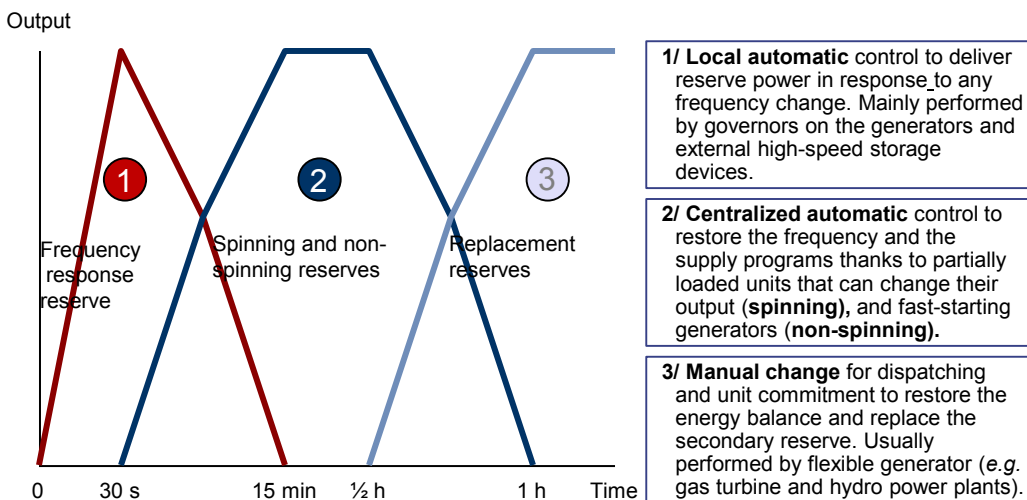 Output
1
2
3
Frequency
response
reserve
Spinning and non-
spinning reserves
Replacement
reserves
0
30 s
15 min
½ h
1 h
Time
1/ Local automatic control to deliver
reserve power in response to any
frequency change. Mainly performed
by governors on the generators and
external high-speed storage
devices.
2/ Centralized automatic control to
restore the frequency and the
supply programs thanks to partially
loaded units that can change their
output (spinning), and fast-starting
generators (non-spinning).
3/ Manual change for dispatching
and unit commitment to restore the
energy balance and replace the
secondary reserve. Usually
performed by flexible generator (e.g.
gas turbine and hydro power plants).